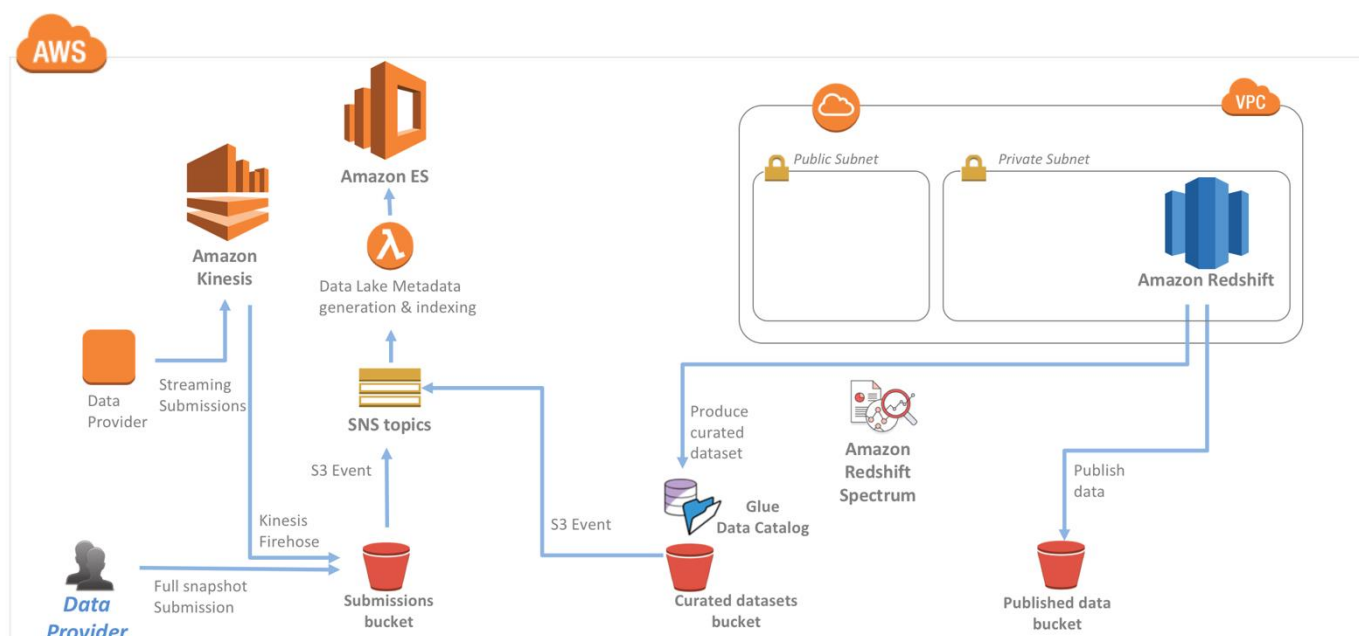 AWS
VPC
Public Subnet
Private Subnet
Amazon ES
Amazon
Kinesis
Amazon Redshift
Data Lake Metadata
generation & indexing
Data
Provider
Streaming
Submissions
SNS topics
Produce
curated
dataset
Amazon
Redshift
Spectrum
Publish
data
S3 Event
Glue
Data Catalog
Kinesis
Firehose
S3 Event
Full snapshot
Submission
Data
Provider
Submissions
bucket
Curated datasets
bucket
Published data
bucket